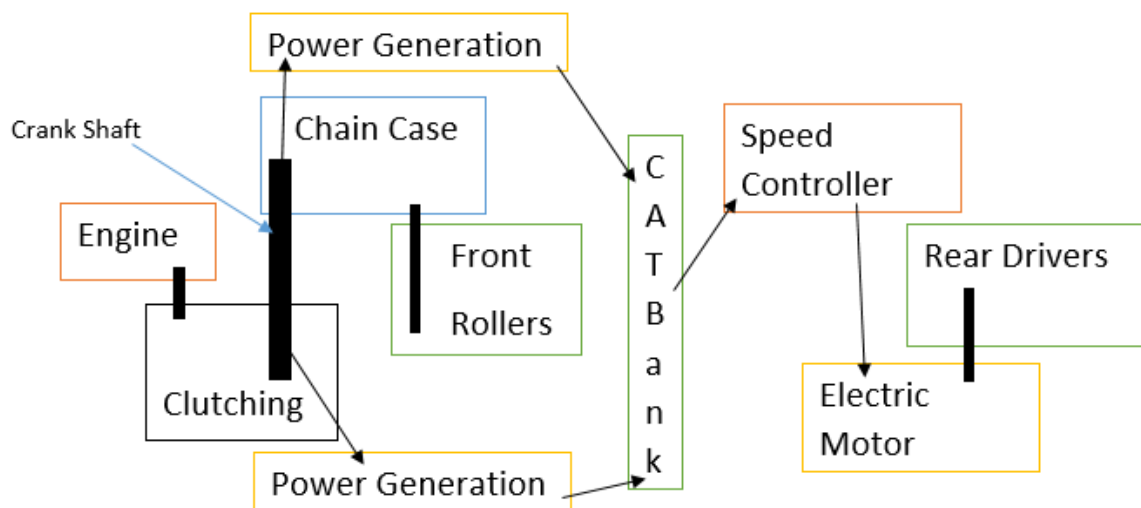 Power Generation
Crank Shaft
Chain Case
Engine
Clutching
Front
Rollers
Power Generation
C
A
T
B
a
n
k
Speed
Controller
Rear Drivers
Electric
Motor